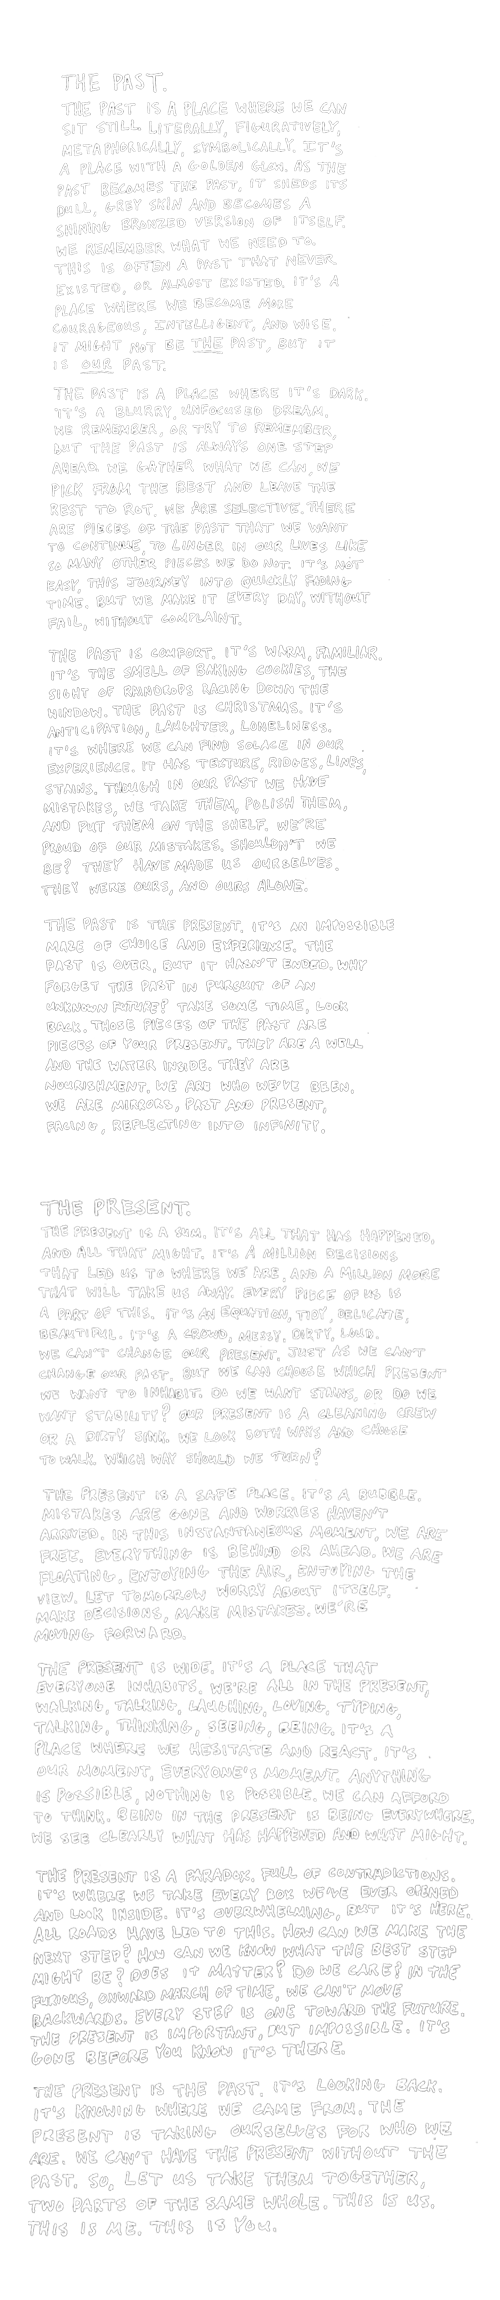 THE PAST.
THE PAST IS A PLACE WHERE WE CAN
SIT STILL. LITERALLY, FIGURATIVELY,
METAPHORICALLY, SYMBOLICALLY. IT'S
A PLACE WITH A GOLDEN GLOW. AS THE
PAST BECOMES THE PAST, IT SHEDS ITS
DULL, GREY SKIN AND BECOMES A
SHINING BRONZED VERSION OF ITSELF.
WE REMEMBER WHAT WE NEED TO.
THIS IS OFTEN A PAST THAT NEVER
EXISTED, OR ALMOST EXISTED. IT'S A
PLACE WHERE WE BECOME MORE
COURAGEOUS, INTELLIGENT, AND WISE.
IT MIGHT NOT BE THE PAST, BUT IT
IS OUR PAST.
THE PAST IS A PLACE WHERE IT'S DARK.
IT'S A BLURRY, UNFOCUSED DREAM.
WE REMEMBER, OR TRY TO REMEMBER,
BUT THE PAST IS ALWAYS ONE STEP
AHEAD. WE GATHER WHAT WE CAN, WE
PICK FROM THE BEST AND LEAVE THE
REST TO ROT. WE ARE SELECTIVE. THERE
ARE PIECES OF THE PAST THAT WE WANT
TO CONTINUE, TO LINGER IN OUR LIVES LIKE
SO MANY OTHER PIECES WE DO NOT. IT'S NOT
EASY, THIS JOURNEY INTO QUICKLY FADING
TIME. BUT WE MAKE IT EVERY DAY, WITHOUT
FAIL, WITHOUT COMPLAINT.
THE PAST IS COMFORT. IT'S WARM, FAMILIAR.
IT'S THE SMELL OF BAKING COOKIES, THE
SIGHT OF RAINDROPS RACING DOWN THE
WINDOW. THE PAST IS CHRISTMAS. IT'S
ANTICIPATION, LAUGHTER, LONELINESS.
IT'S WHERE WE CAN FIND SOLACE IN OUR
EXPERIENCE. IT HAS TEXTURE, RIDGES, LINES,
STAINS. THOUGH IN OUR PAST WE HAVE
MISTAKES, WE TAKE THEM, POLISH THEM,
AND PUT THEM ON THE SHELF. WE'RE
PROUD OF OUR MISTAKES. SHOULDN'T WE
BE? THEY HAVE MADE US OURSELVES.
THEY WERE OURS, AND OURS ALONE.
THE PAST IS THE PRESENT. IT'S AN IMPOSSIBLE
MAZE OF CHOICE AND EXPERIENCE. THE
PAST IS OVER, BUT IT HASN'T ENDED. WHY
FORGET THE PAST IN PURSUIT OF AN
UNKNOWN FUTURE? TAKE SOME TIME, LOOK
BACK. THOSE PIECES OF THE PAST ARE
PIECES OF YOUR PRESENT. THEY ARE A WELL
AND THE WATER INSIDE. THEY ARE
NOURISHMENT. WE ARE WHO WE'VE BEEN.
WE ARE MIRRORS, PAST AND PRESENT,
FACING, REFLECTING INTO INFINITY.
THE PRESENT.
THE PRESENT IS A SUM. IT'S ALL THAT HAS HAPPENED,
AND ALL THAT MIGHT. IT'S A MILLION DECISIONS
THAT LED US TO WHERE WE ARE, AND A MILLION MORE
THAT WILL TAKE US AWAY. EVERY PIECE OF US IS
A PART OF THIS. IT'S AN EQUATION, TIDY, DELICATE,
BEAUTIFUL. IT'S A CROWD, MESSY, DIRTY, LOUD.
WE CAN'T CHANGE OUR PRESENT, JUST AS WE CAN'T
CHANGE OUR PAST. BUT WE CAN CHOOSE WHICH PRESENT
WE WANT TO INHABIT. DO WE WANT STAINS, OR DO WE
WANT STABILITY? OUR PRESENT IS A CLEANING CREW
OR A DIRTY SINK. WE LOOK BOTH WAYS AND CHOOSE
TO WALK. WHICH WAY SHOULD WE TURN?
THE PRESENT IS A SAFE PLACE. IT'S A BUBBLE.
MISTAKES ARE GONE AND WORRIES HAVEN'T
ARRIVED. IN THIS INSTANTANEOUS MOMENT, WE ARE
FREE. EVERYTHING IS BEHIND OR AHEAD. WE ARE
FLOATING, ENJOYING THE AIR, ENJOYING THE
VIEW. LET TOMORROW WORRY ABOUT ITSELF.
MAKE DECISIONS, MAKE MISTAKES. WE'RE
MOVING FORWARD.
THE PRESENT IS WIDE. IT'S A PLACE THAT
EVERYONE INHABITS. WE'RE ALL IN THE PRESENT,
WALKING, TALKING, LAUGHING, LOVING. TYPING,
TALKING, THINKING, SEEING, BEING. IT'S A
PLACE WHERE WE HESITATE AND REACT. IT'S
OUR MOMENT, EVERYONE'S MOMENT. ANYTHING
IS POSSIBLE, NOTHING IS POSSIBLE. WE CAN AFFORD
TO THINK. BEING IN THE PRESENT IS BEING EVERYWHERE.
WE SEE CLEARLY WHAT HAS HAPPENED AND WHAT MIGHT.
THE PRESENT IS A PARADOX. FULL OF CONTRADICTIONS.
IT'S WHERE WE TAKE EVERY BOX WE'VE EVER OPENED
AND LOOK INSIDE. IT'S OVERWHELMING, BUT IT'S HERE.
ALL ROADS HAVE LED TO THIS. HOW CAN WE MAKE THE
NEXT STEP? HOW CAN WE KNOW WHAT THE BEST STEP
MIGHT BE? DOES IT MATTER? DO WE CARE? IN THE
FURIOUS, ONWARD MARCH OF TIME, WE CAN'T MOVE
BACKWARDS. EVERY STEP IS ONE TOWARD THE FUTURE.
THE PRESENT IS IMPORTANT, BUT IMPOSSIBLE. IT'S
GONE BEFORE YOU KNOW IT'S THERE.
THE PRESENT IS THE PAST. IT'S LOOKING BACK.
IT'S KNOWING WHERE WE CAME FROM. THE
PRESENT IS TAKING OURSELVES FOR WHO WE
ARE. WE CAN'T HAVE THE PRESENT WITHOUT THE
PAST. SO, LET US TAKE THEM TOGETHER,
TWO PARTS OF THE SAME WHOLE. THIS IS US.
THIS IS ME. THIS IS YOU.